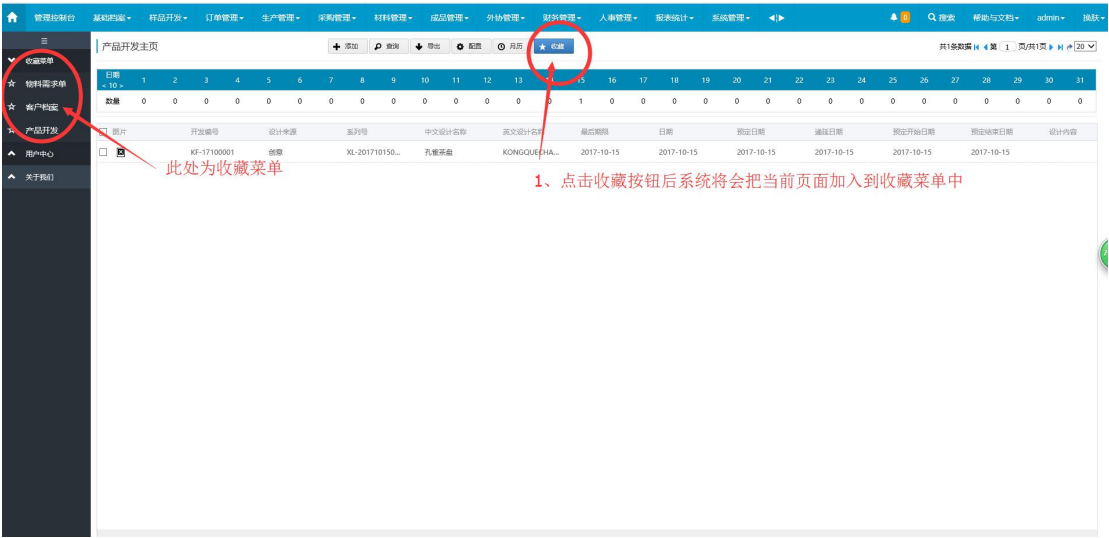 管理控制台 基础档案 样品开发 订单管理 生产管理 采购管理 材料管理 成品管理 外协管理 财务管理 人事管理 报表统计 系统管理 0 搜索 帮助与文档 admin 换肤
产品开发主页 添加 查询 导出 配置 月历 收藏 共1条数据 第 1 页/共1页 20
收藏菜单
物料需求单
客户档案
产品开发
用户中心
关于我们
日期 < 10 > 1 2 3 4 5 6 7 8 9 10 11 12 13 15 16 17 18 19 20 21 22 23 24 25 26 27 28 29 30 31
数量 0 0 0 0 0 0 0 0 0 0 0 0 0 0 1 0 0 0 0 0 0 0 0 0 0 0 0 0 0 0 0
图片 开发编号 设计来源 系列号 中文设计名称 英文设计名称 最后期限 日期 预定日期 递延日期 预定开始日期 预定结束日期 设计内容
KF-17100001 创意 XL-201710150... 孔雀茶盘 KONGQUECHA... 2017-10-15 2017-10-15 2017-10-15 2017-10-15 2017-10-15 2017-10-15
此处为收藏菜单
1、点击收藏按钮后系统将会把当前页面加入到收藏菜单中